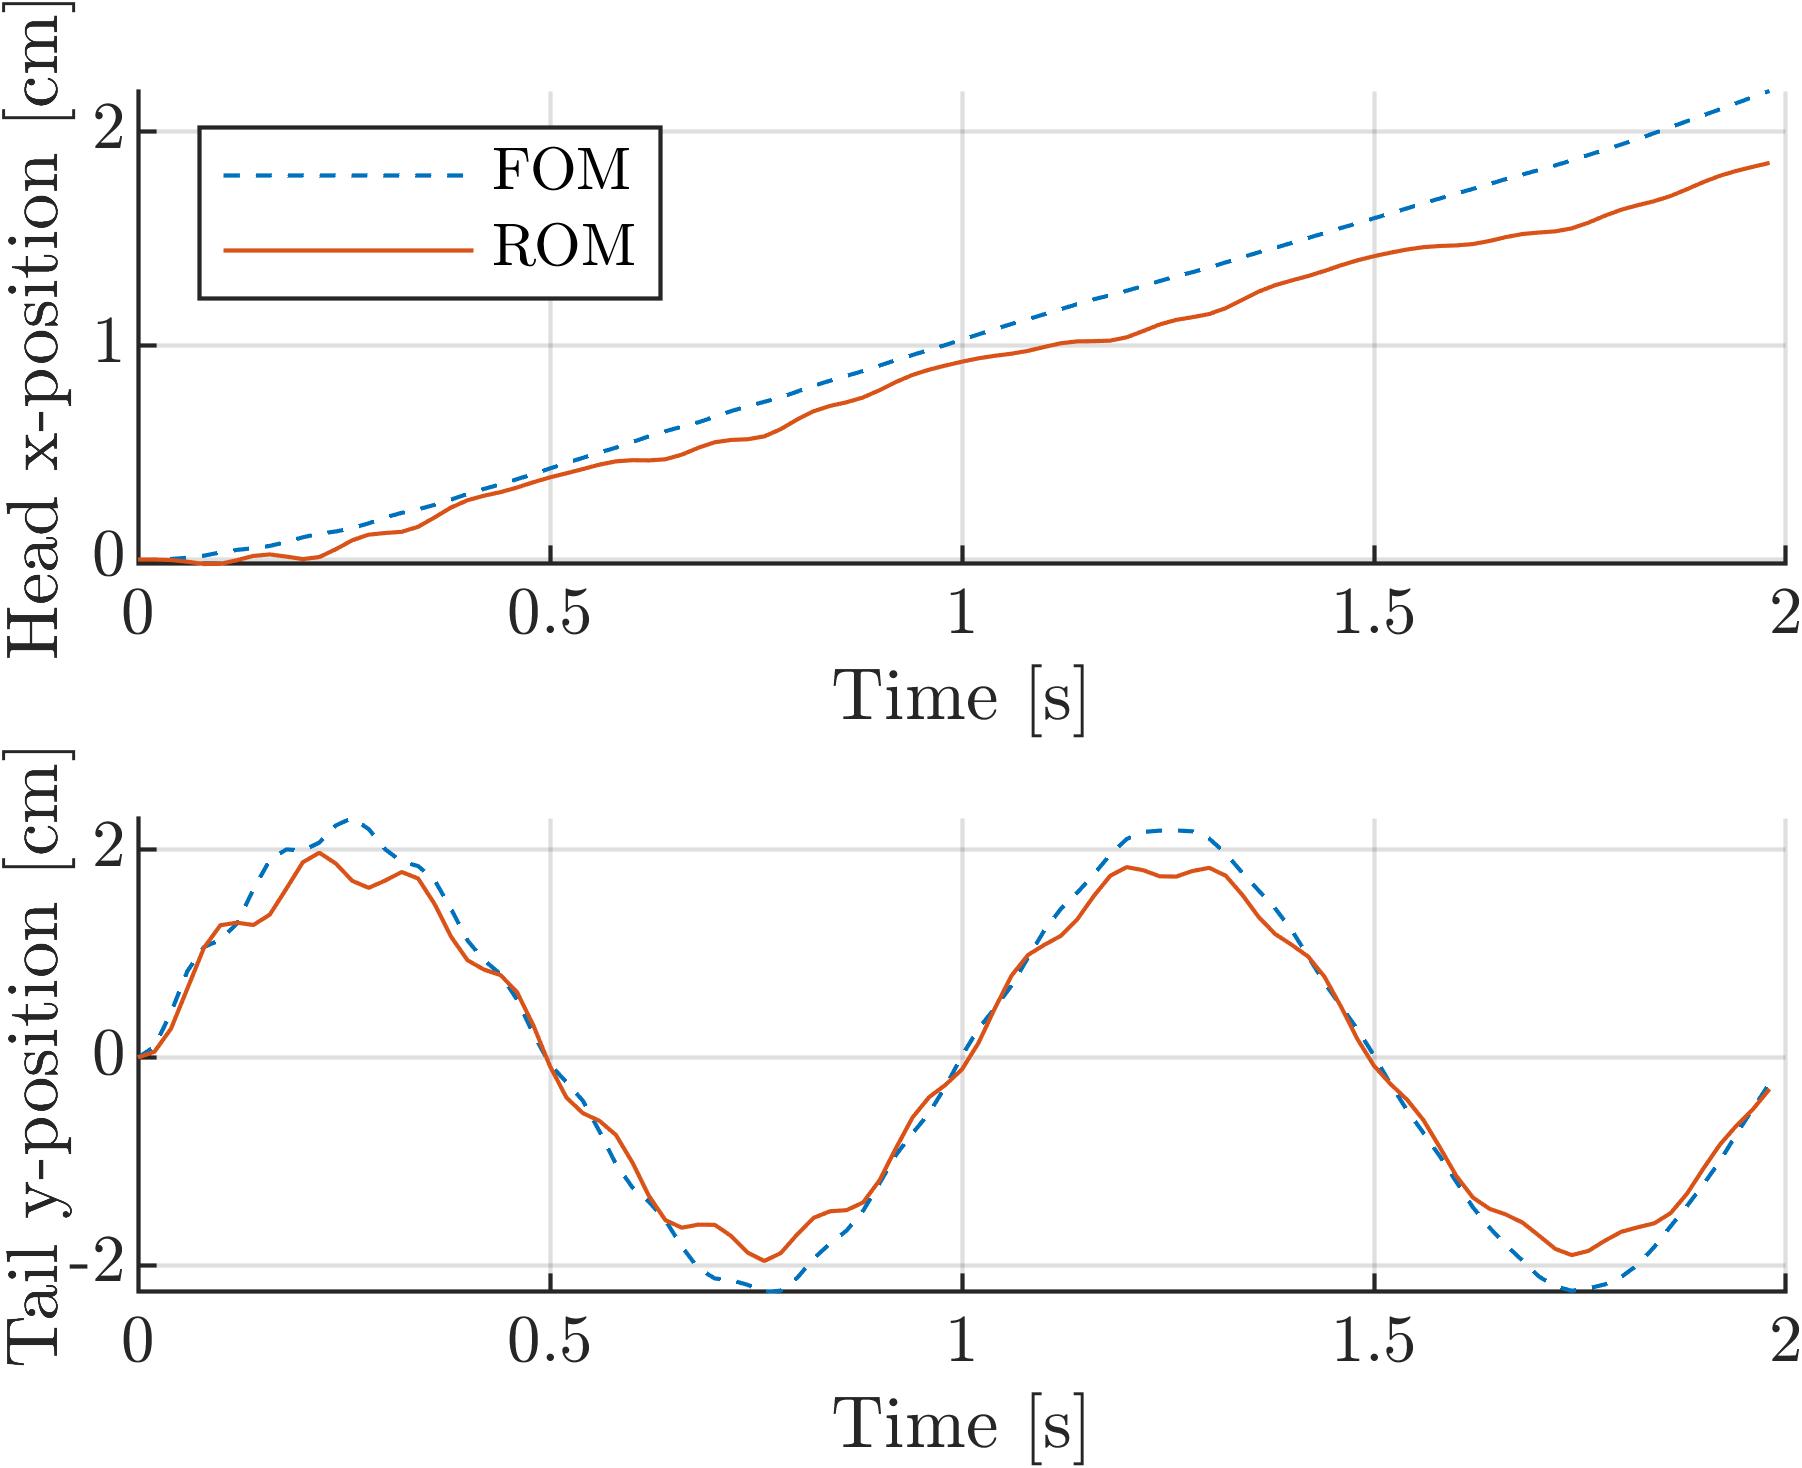 Head x-position [cm]
2
1
0
FOM
ROM
0 0.5 1 1.5 2
Time [s]
Tail y-position [cm]
2
0
-2
0 0.5 1 1.5 2
Time [s]